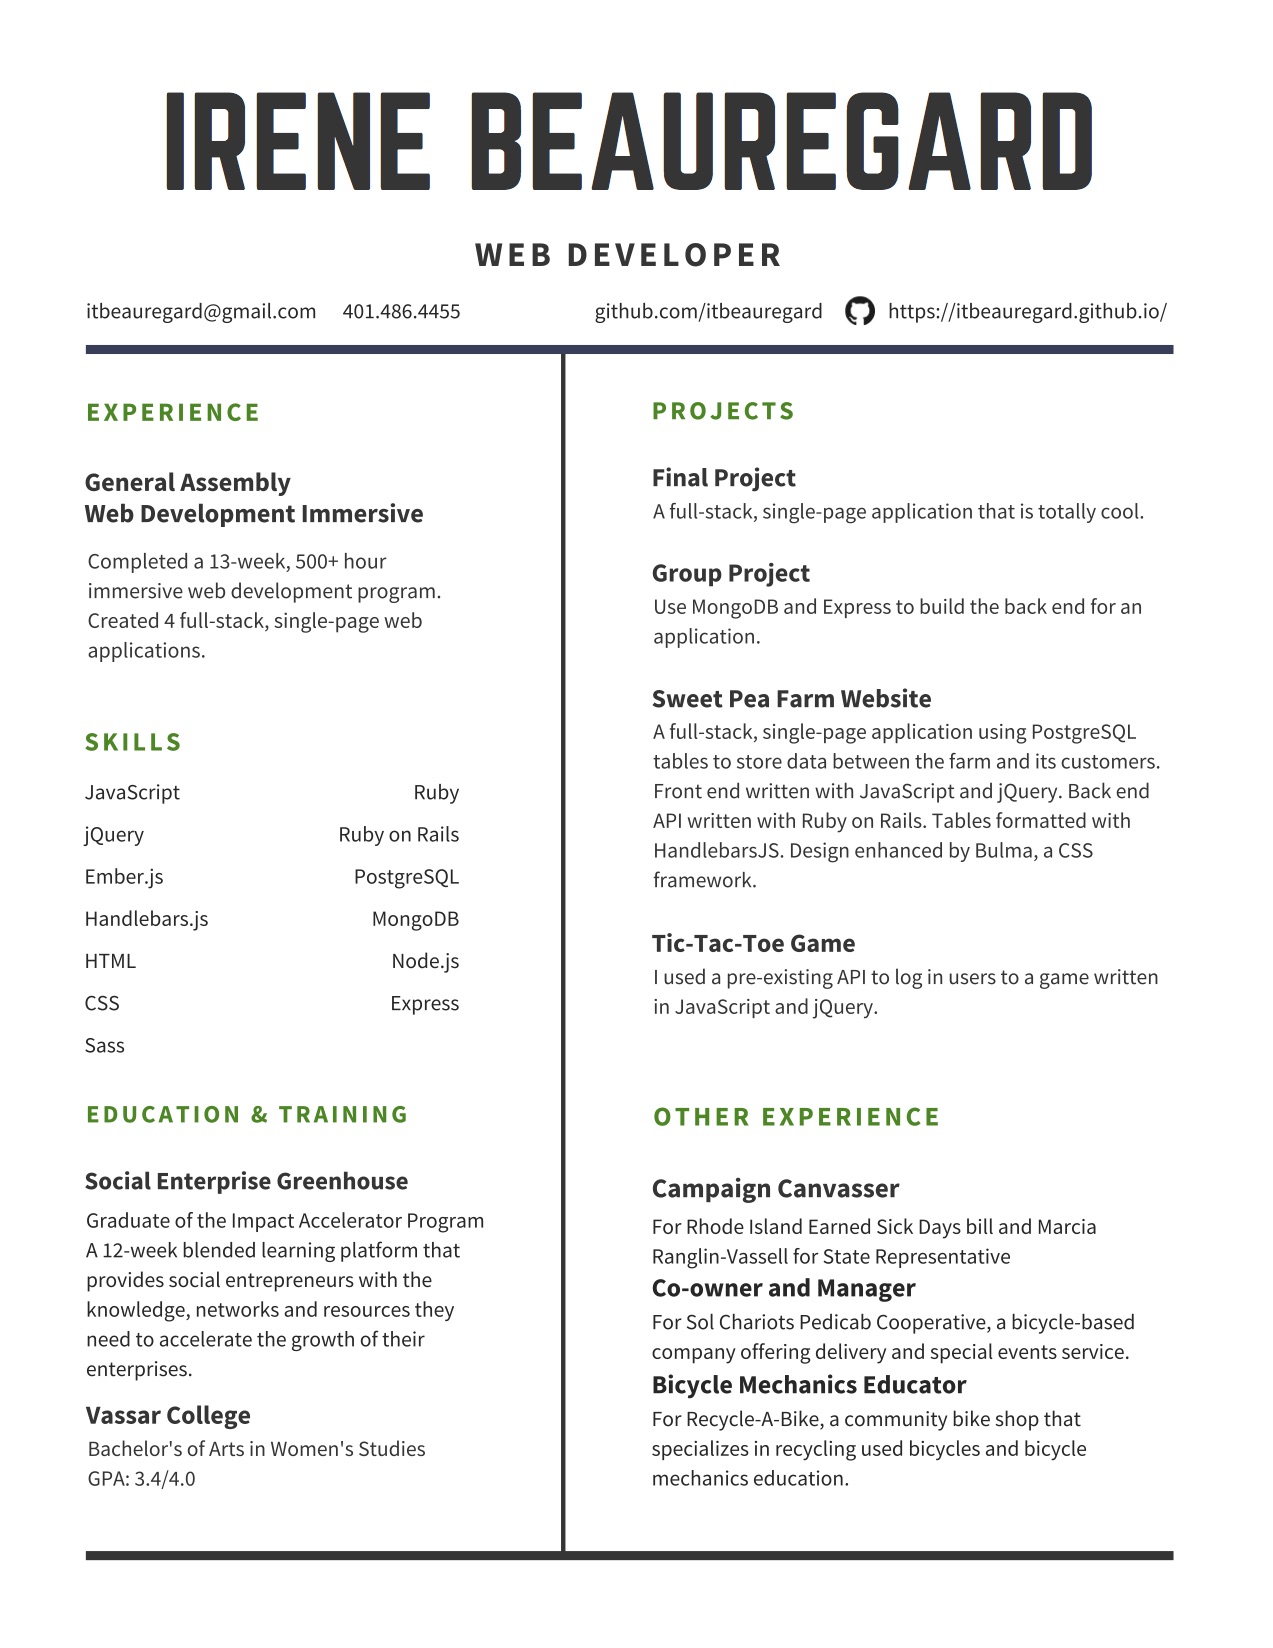 IRENE BEAUREGARD
WEB DEVELOPER
itbeauregard@gmail.com 401.486.4455 github.com/itbeauregard https://itbeauregard.github.io/
EXPERIENCE
General Assembly
Web Development Immersive
Completed a 13-week, 500+ hour
immersive web development program.
Created 4 full-stack, single-page web
applications.
SKILLS
JavaScript Ruby
jQuery Ruby on Rails
Ember.js PostgreSQL
Handlebars.js MongoDB
HTML Node.js
CSS Express
Sass
EDUCATION & TRAINING
Social Enterprise Greenhouse
Graduate of the Impact Accelerator Program
A 12-week blended learning platform that
provides social entrepreneurs with the
knowledge, networks and resources they
need to accelerate the growth of their
enterprises.
Vassar College
Bachelor's of Arts in Women's Studies
GPA: 3.4/4.0
PROJECTS
Final Project
A full-stack, single-page application that is totally cool.
Group Project
Use MongoDB and Express to build the back end for an
application.
Sweet Pea Farm Website
A full-stack, single-page application using PostgreSQL
tables to store data between the farm and its customers.
Front end written with JavaScript and jQuery. Back end
API written with Ruby on Rails. Tables formatted with
HandlebarsJS. Design enhanced by Bulma, a CSS
framework.
Tic-Tac-Toe Game
I used a pre-existing API to log in users to a game written
in JavaScript and jQuery.
OTHER EXPERIENCE
Campaign Canvasser
For Rhode Island Earned Sick Days bill and Marcia
Ranglin-Vassell for State Representative
Co-owner and Manager
For Sol Chariots Pedicab Cooperative, a bicycle-based
company offering delivery and special events service.
Bicycle Mechanics Educator
For Recycle-A-Bike, a community bike shop that
specializes in recycling used bicycles and bicycle
mechanics education.